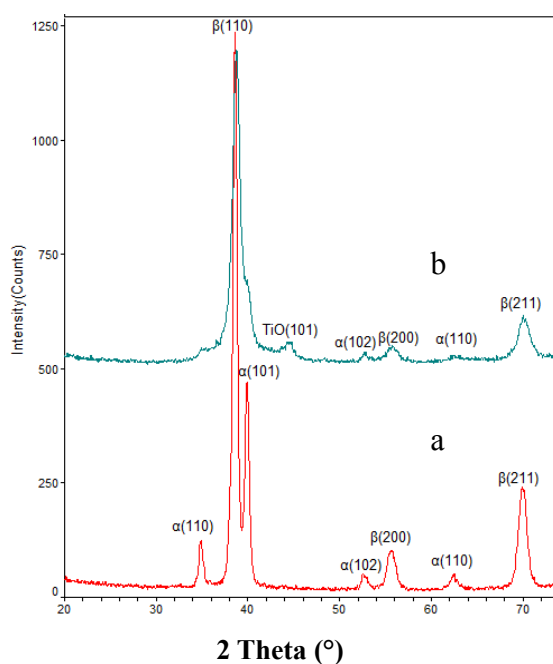 β(110)
1250
1000
750
500
250
0
Intensity(Counts)
b
TiO(101)
α(102)
β(200)
α(110)
β(211)
α(101)
a
α(110)
α(102)
β(200)
α(110)
β(211)
20
30
40
50
60
70
2 Theta (°)